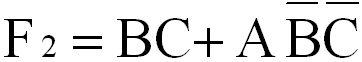 F₂ = BC + A B̅ C̅